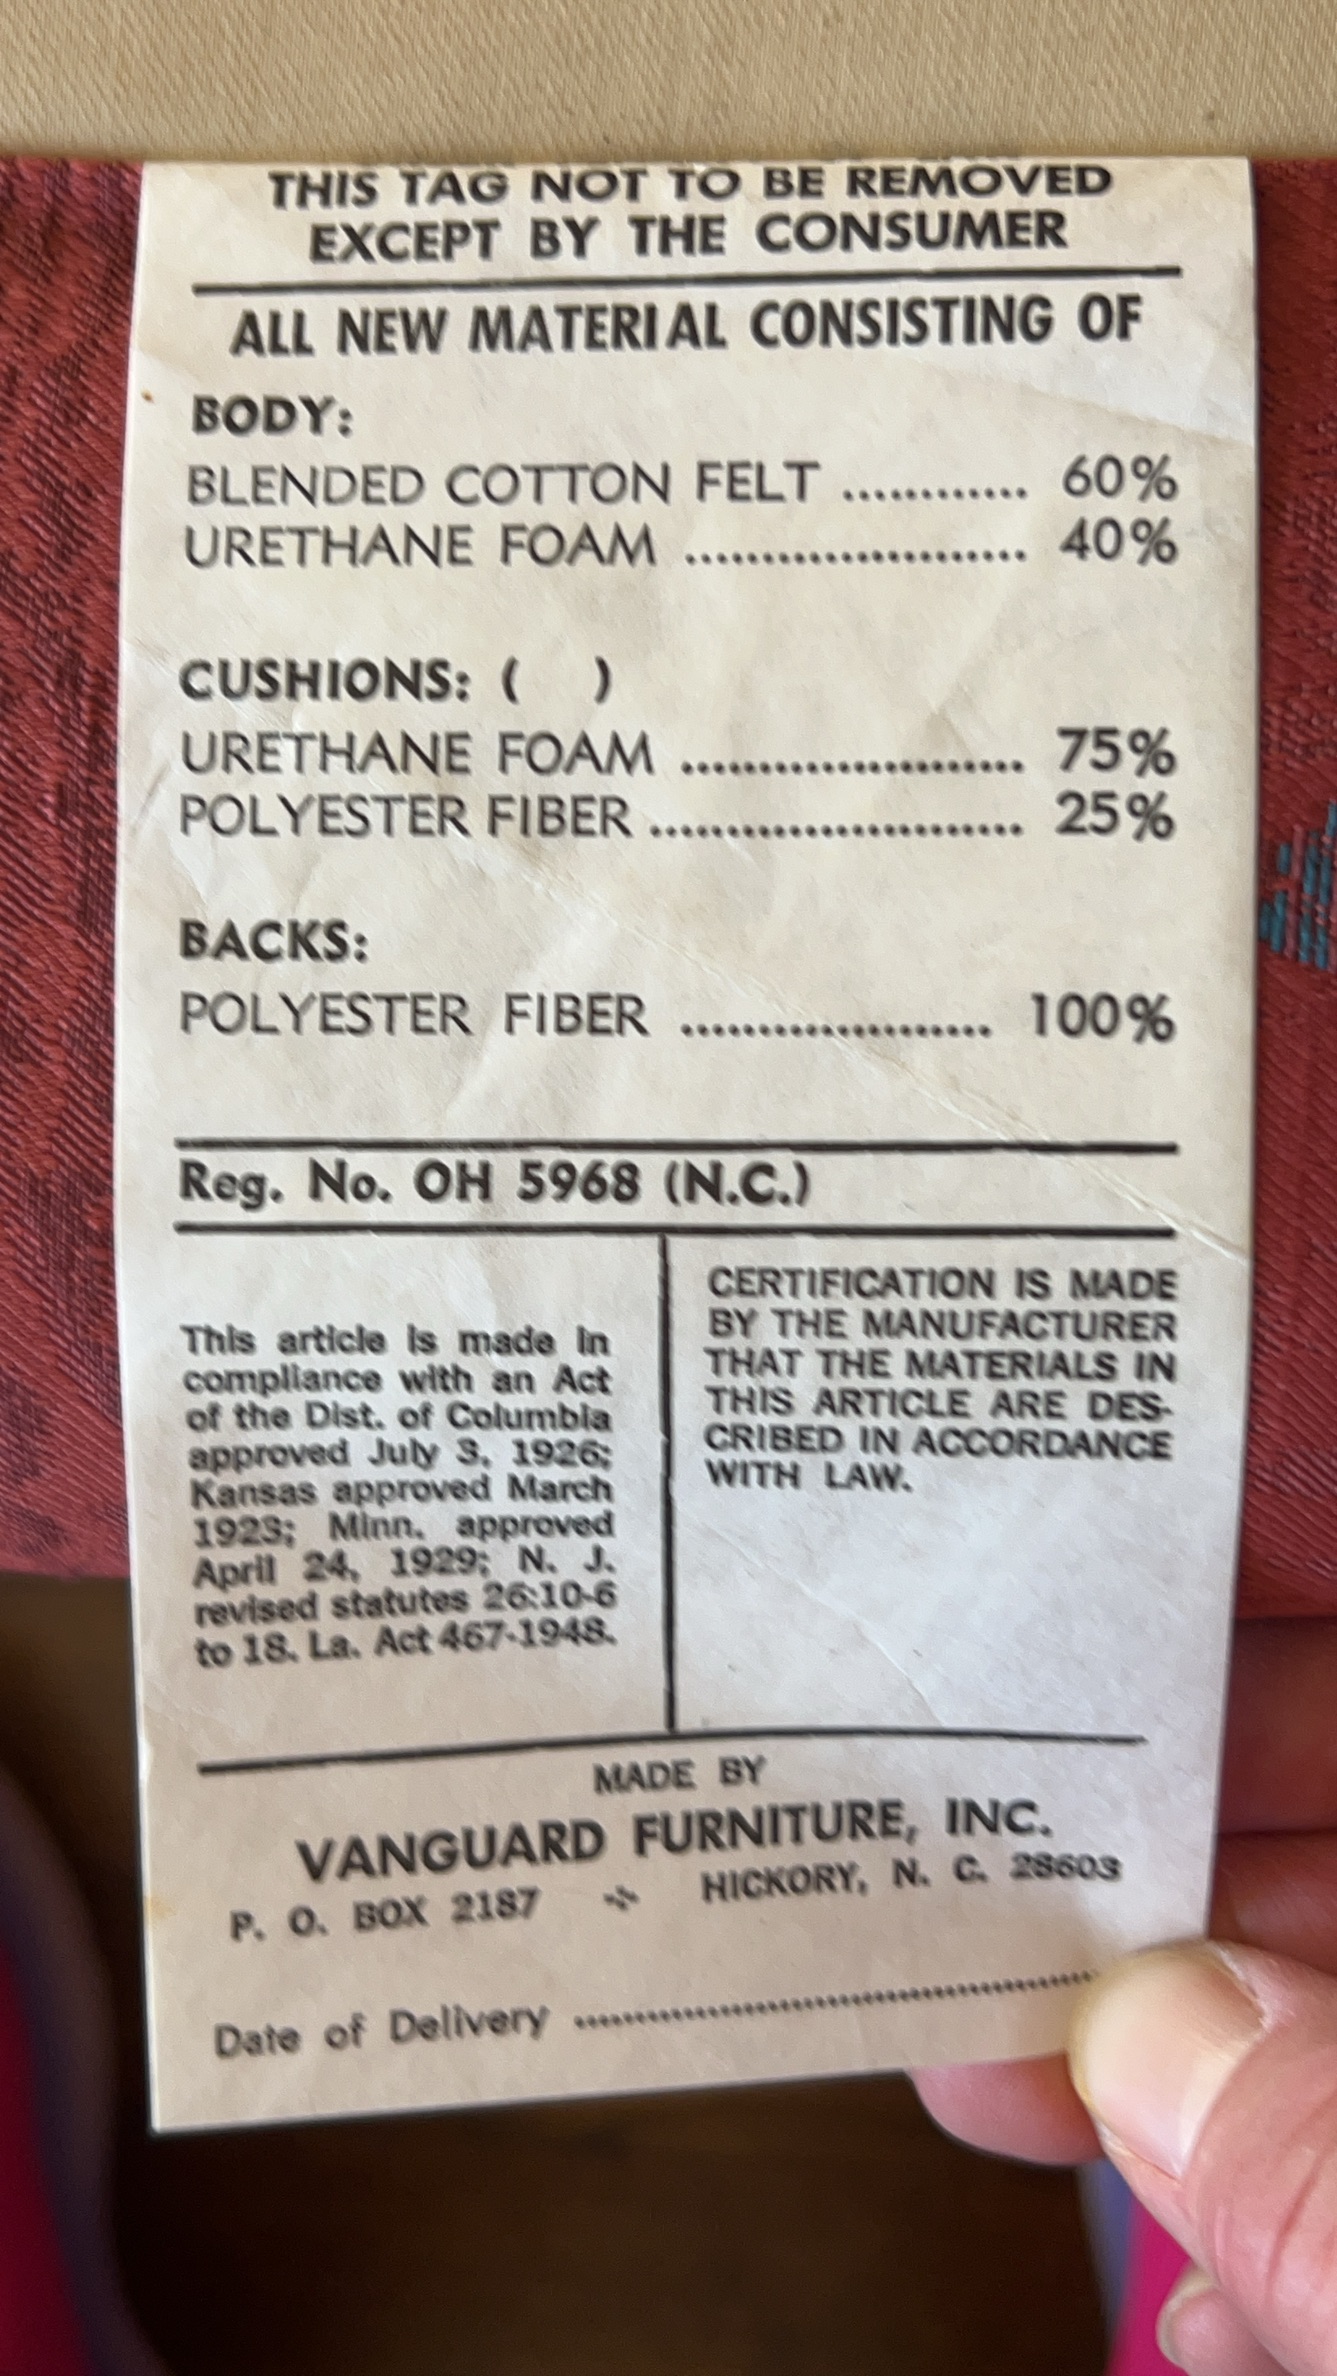 THIS TAG NOT TO BE REMOVED
EXCEPT BY THE CONSUMER
ALL NEW MATERIAL CONSISTING OF
BODY:
BLENDED COTTON FELT ............ 60%
URETHANE FOAM ...................... 40%
CUSHIONS: ( )
URETHANE FOAM ...................... 75%
POLYESTER FIBER ........................ 25%
BACKS:
POLYESTER FIBER .................... 100%
Reg. No. OH 5968 (N.C.)
This article is made in
compliance with an Act
of the Dist. of Columbia
approved July 3, 1926;
Kansas approved March
1923; Minn. approved
April 24, 1929; N. J.
revised statutes 26:10-6
to 18. La. Act 467-1948.
CERTIFICATION IS MADE
BY THE MANUFACTURER
THAT THE MATERIALS IN
THIS ARTICLE ARE DES-
CRIBED IN ACCORDANCE
WITH LAW.
MADE BY
VANGUARD FURNITURE, INC.
P. O. BOX 2187 ÷ HICKORY, N. C. 28603
Date of Delivery ......................................................